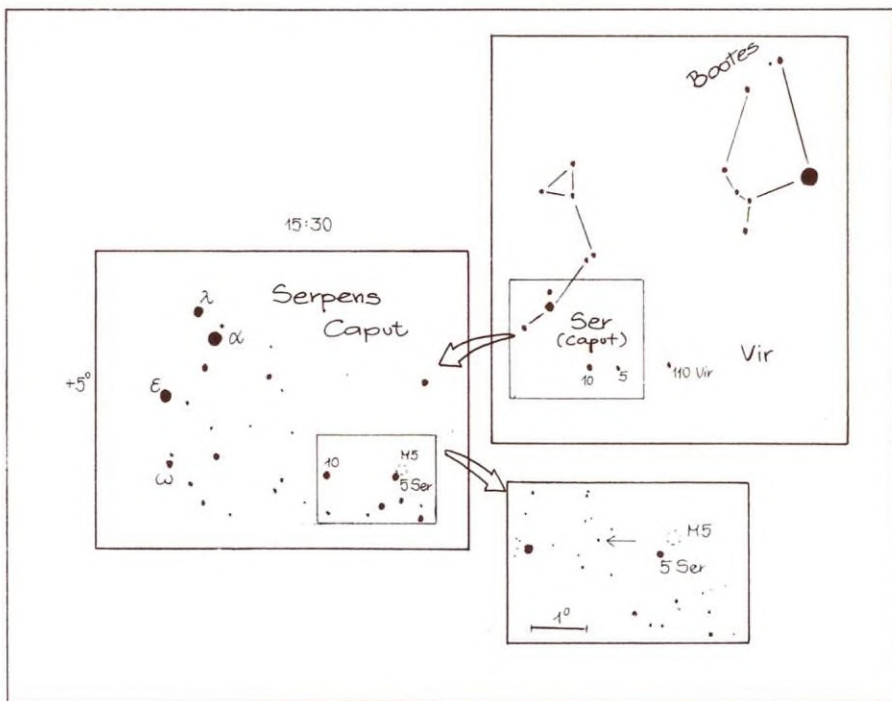 Bootes
15:30
Serpens
Caput
λ
α
+5°
ε
ω
10
M5
5 Ser
Ser
(Caput)
10
5
110 Vir
Vir
M5
5 Ser
1°